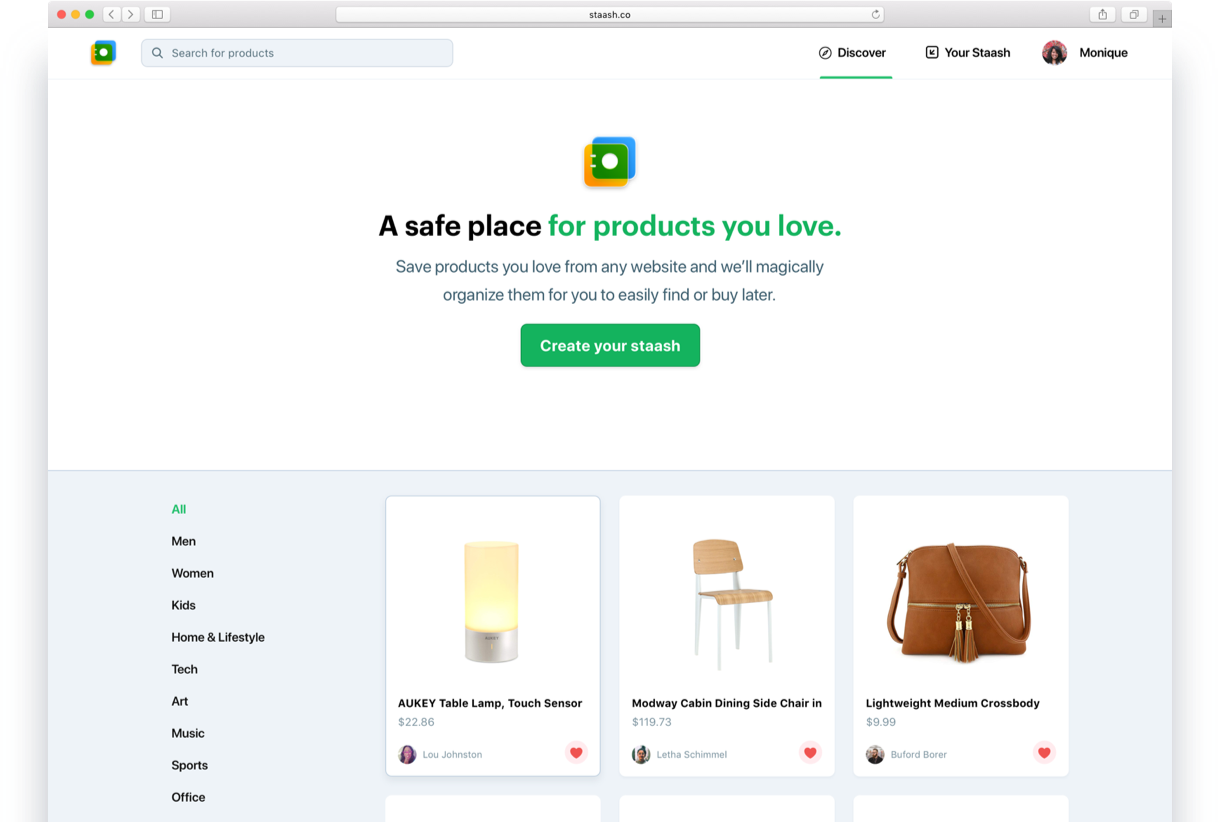 staash.co
Search for products
Discover
Your Staash
Monique
A safe place for products you love.
Save products you love from any website and we’ll magically
organize them for you to easily find or buy later.
Create your staash
All
Men
Women
Kids
Home & Lifestyle
Tech
Art
Music
Sports
Office
AUKEY
AUKEY Table Lamp, Touch Sensor
$22.86
Lou Johnston
Modway Cabin Dining Side Chair in
$119.73
Letha Schimmel
Lightweight Medium Crossbody
$9.99
Buford Borer